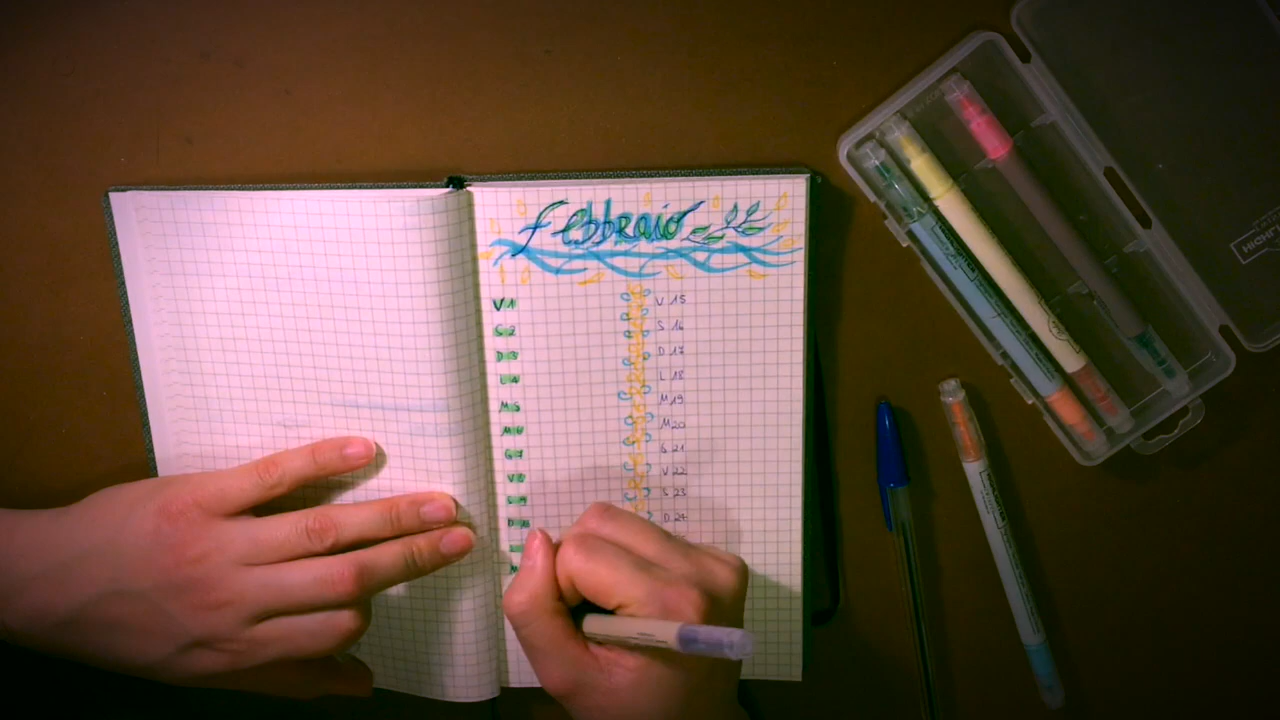 Febbraio
V 1
S 2
D 3
L 4
M 5
M 6
G 7
V 8
S 9
D 10
M
V 15
S 16
D 17
L 18
M 19
M 20
G 21
V 22
S 23
D 24